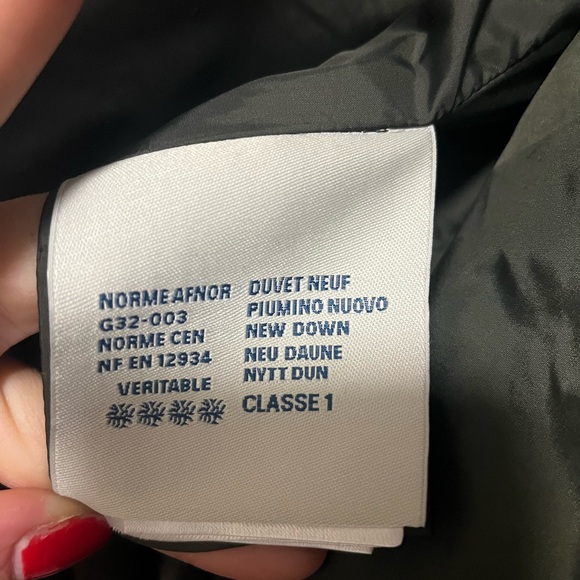 NORME AFNOR
G32-003
NORME CEN
NF EN 12934
VERITABLE
DUVET NEUF
PIUMINO NUOVO
NEW DOWN
NEU DAUNE
NYTT DUN
CLASSE 1